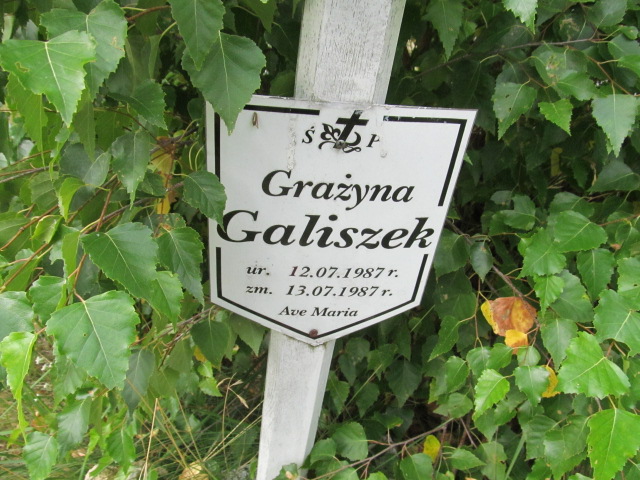 Ś P
Grażyna
Galiszek
ur. 12.07.1987 r.
zm. 13.07.1987 r.
Ave Maria